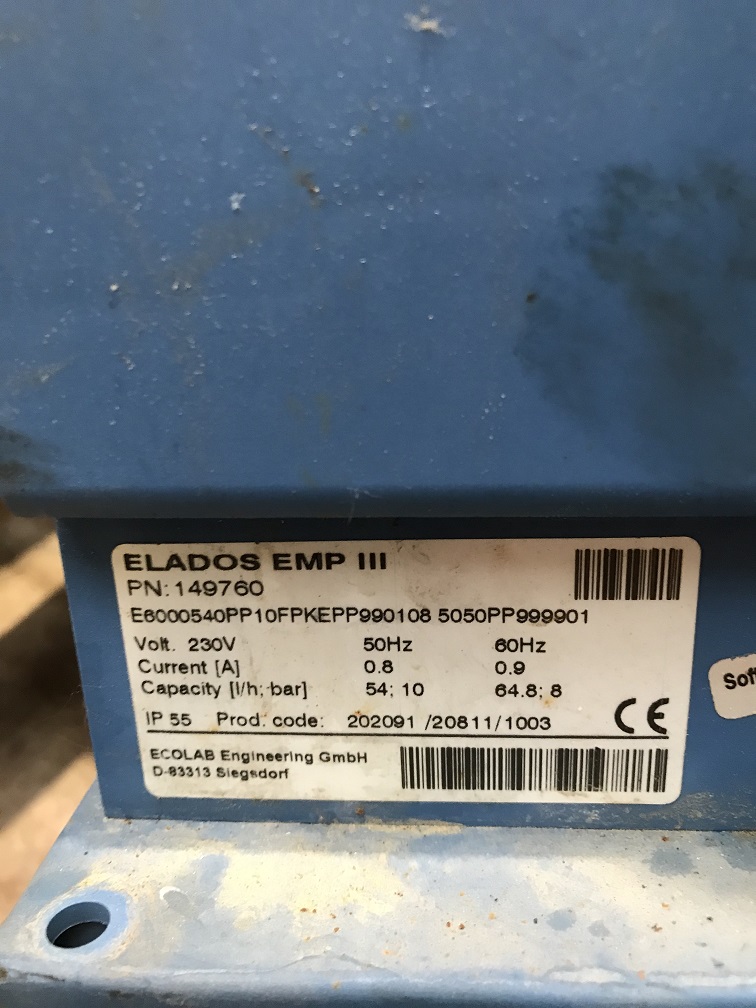 ELADOS EMP III
PN: 149760
E6000540PP10FPKEPP990108 5050PP999901
Volt. 230V 50Hz 60Hz
Current [A] 0.8 0.9
Capacity [l/h; bar] 54; 10 64.8; 8
IP 55 Prod. code: 202091 /20811/1003 CE
ECOLAB Engineering GmbH
D-83313 Siegsdorf